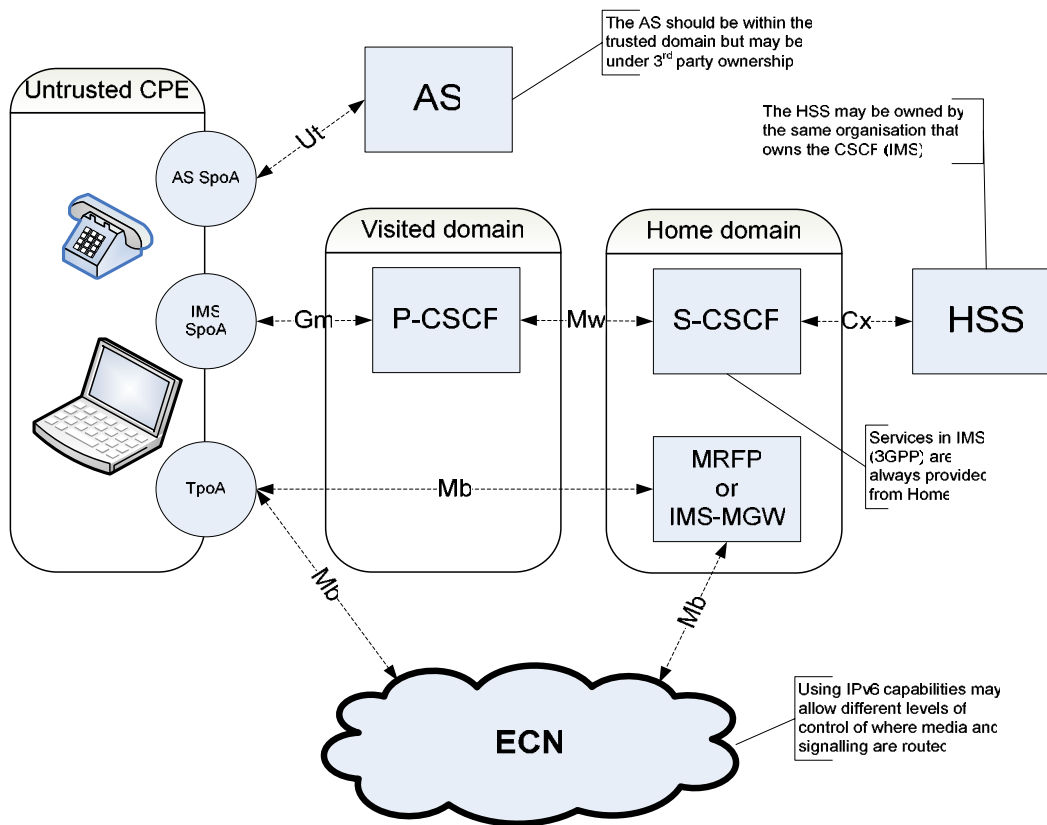 The AS should be within the
trusted domain but may be
under 3rd party ownership
Untrusted CPE
AS
The HSS may be owned by
the same organisation that
owns the CSCF (IMS)
Ut
AS SpoA
Visited domain
Home domain
IMS
SpoA
Gm
P-CSCF
Mw
S-CSCF
Cx
HSS
Services in IMS
(3GPP) are
always provided
from Home
MRFP
or
IMS-MGW
TpoA
Mb
Mb
Mb
Using IPv6 capabilities may
allow different levels of
control of where media and
signalling are routed
ECN